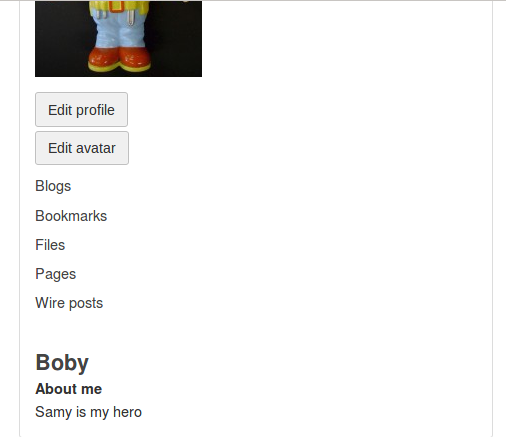 Edit profile
Edit avatar
Blogs
Bookmarks
Files
Pages
Wire posts
Boby
About me
Samy is my hero